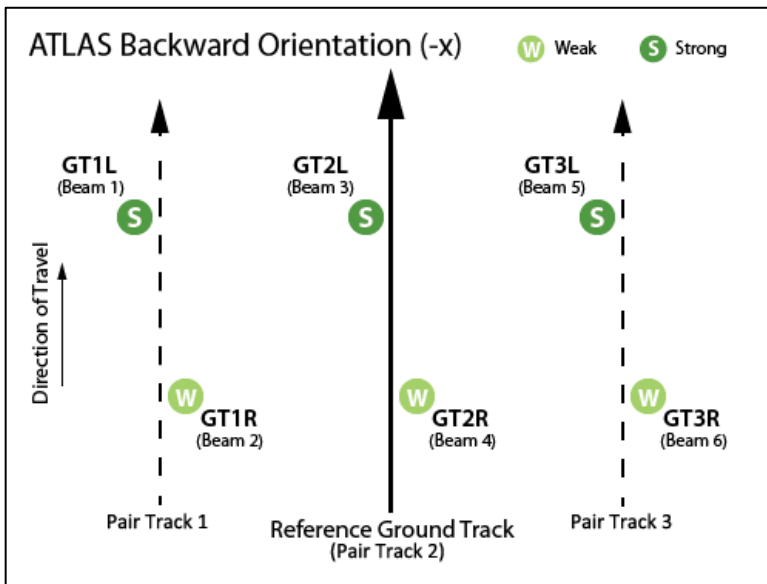 ATLAS Backward Orientation (-x)
W Weak
S Strong
GT1L
(Beam 1)
S
GT2L
(Beam 3)
S
GT3L
(Beam 5)
S
Direction of Travel
W
GT1R
(Beam 2)
W
GT2R
(Beam 4)
W
GT3R
(Beam 6)
Pair Track 1
Reference Ground Track
(Pair Track 2)
Pair Track 3